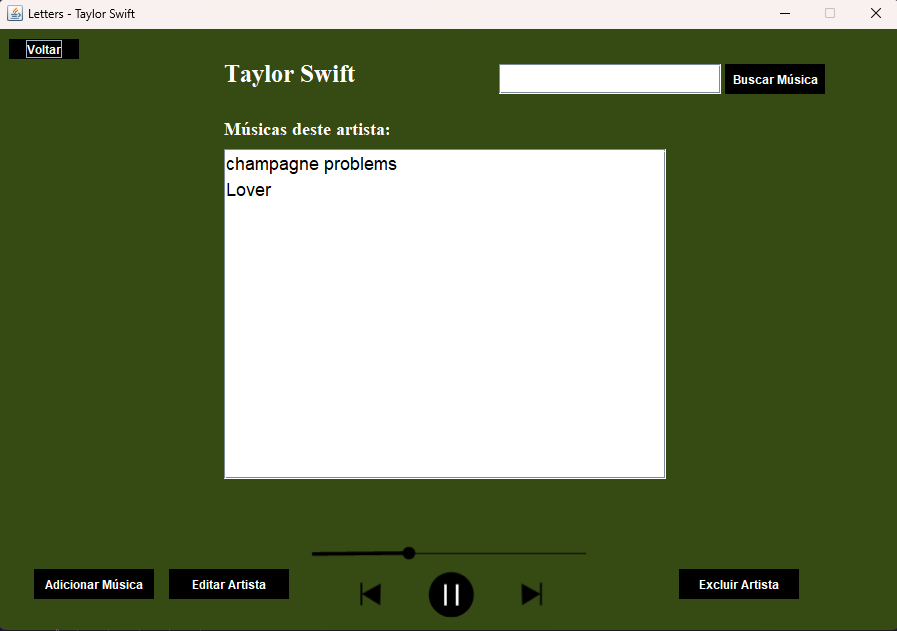 Letters - Taylor Swift
Voltar
Taylor Swift
Buscar Música
Músicas deste artista:
champagne problems
Lover
Adicionar Música
Editar Artista
Excluir Artista